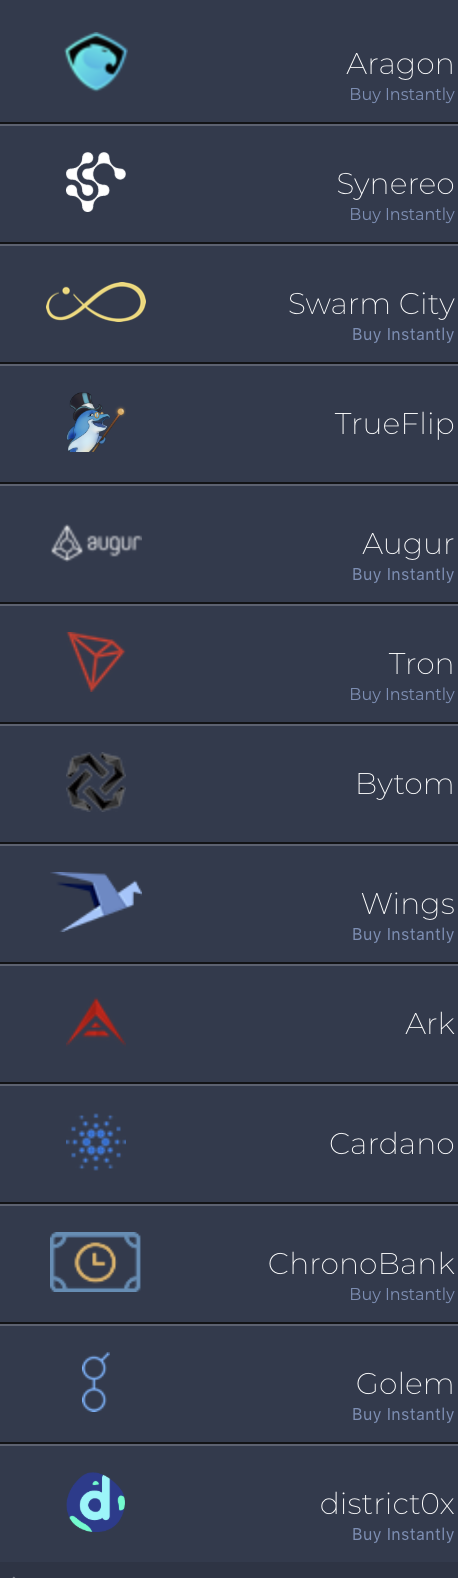 Aragon
Buy Instantly
Synereo
Buy Instantly
Swarm City
Buy Instantly
TrueFlip
augur
Augur
Buy Instantly
Tron
Buy Instantly
Bytom
Wings
Buy Instantly
Ark
Cardano
ChronoBank
Buy Instantly
Golem
Buy Instantly
d
district0x
Buy Instantly